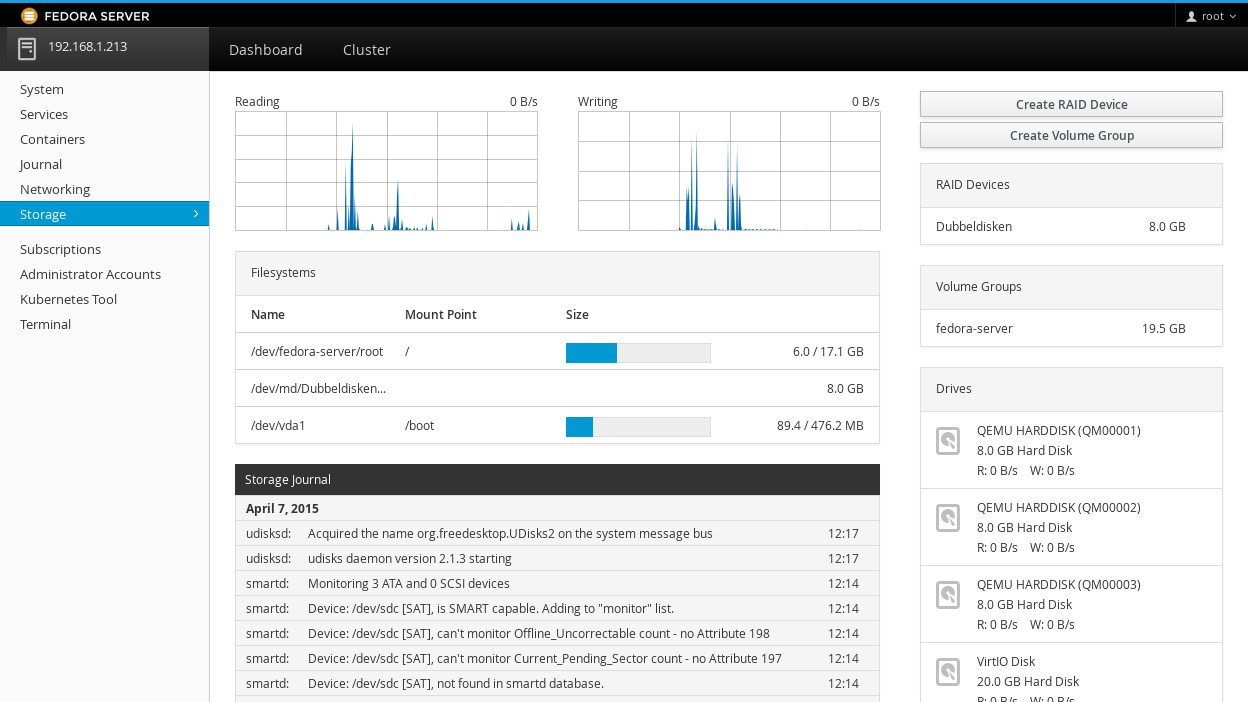 FEDORA SERVER
root
192.168.1.213
Dashboard
Cluster
System
Services
Containers
Journal
Networking
Storage
Subscriptions
Administrator Accounts
Kubernetes Tool
Terminal
Reading 0 B/s
Writing 0 B/s
Filesystems
Name Mount Point Size
/dev/fedora-server/root / 6.0 / 17.1 GB
/dev/md/Dubbeldisken... 8.0 GB
/dev/vda1 /boot 89.4 / 476.2 MB
Storage Journal
April 7, 2015
udisksd: Acquired the name org.freedesktop.UDisks2 on the system message bus 12:17
udisksd: udisks daemon version 2.1.3 starting 12:17
smartd: Monitoring 3 ATA and 0 SCSI devices 12:14
smartd: Device: /dev/sdc [SAT], is SMART capable. Adding to "monitor" list. 12:14
smartd: Device: /dev/sdc [SAT], can't monitor Offline_Uncorrectable count - no Attribute 198 12:14
smartd: Device: /dev/sdc [SAT], can't monitor Current_Pending_Sector count - no Attribute 197 12:14
smartd: Device: /dev/sdc [SAT], not found in smartd database. 12:14
Create RAID Device
Create Volume Group
RAID Devices
Dubbeldisken 8.0 GB
Volume Groups
fedora-server 19.5 GB
Drives
QEMU HARDDISK (QM00001)
8.0 GB Hard Disk
R: 0 B/s W: 0 B/s
QEMU HARDDISK (QM00002)
8.0 GB Hard Disk
R: 0 B/s W: 0 B/s
QEMU HARDDISK (QM00003)
8.0 GB Hard Disk
R: 0 B/s W: 0 B/s
VirtIO Disk
20.0 GB Hard Disk
R: 0 B/s W: 0 B/s